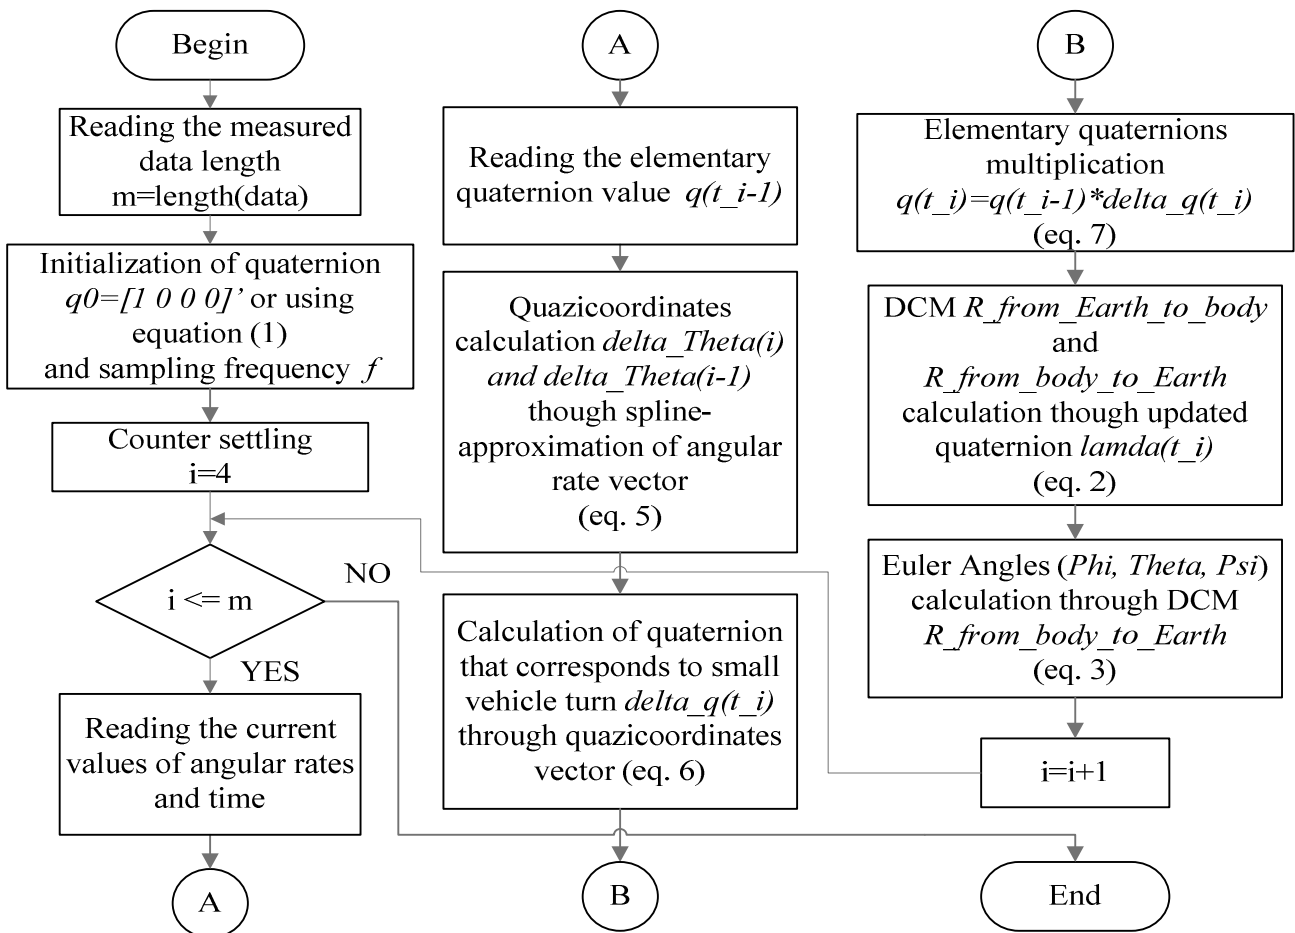 Begin
Reading the measured
data length
m=length(data)
Initialization of quaternion
q0=[1 0 0 0]’ or using
equation (1)
and sampling frequency f
Counter settling
i=4
i <= m
NO
YES
Reading the current
values of angular rates
and time
A
A
Reading the elementary
quaternion value q(t_i-1)
Quazicoordinates
calculation delta_Theta(i)
and delta_Theta(i-1)
though spline-
approximation of angular
rate vector
(eq. 5)
Calculation of quaternion
that corresponds to small
vehicle turn delta_q(t_i)
through quazicoordinates
vector (eq. 6)
B
B
Elementary quaternions
multiplication
q(t_i)=q(t_i-1)*delta_q(t_i)
(eq. 7)
DCM R_from_Earth_to_body
and
R_from_body_to_Earth
calculation though updated
quaternion lamda(t_i)
(eq. 2)
Euler Angles (Phi, Theta, Psi)
calculation through DCM
R_from_body_to_Earth
(eq. 3)
i=i+1
End